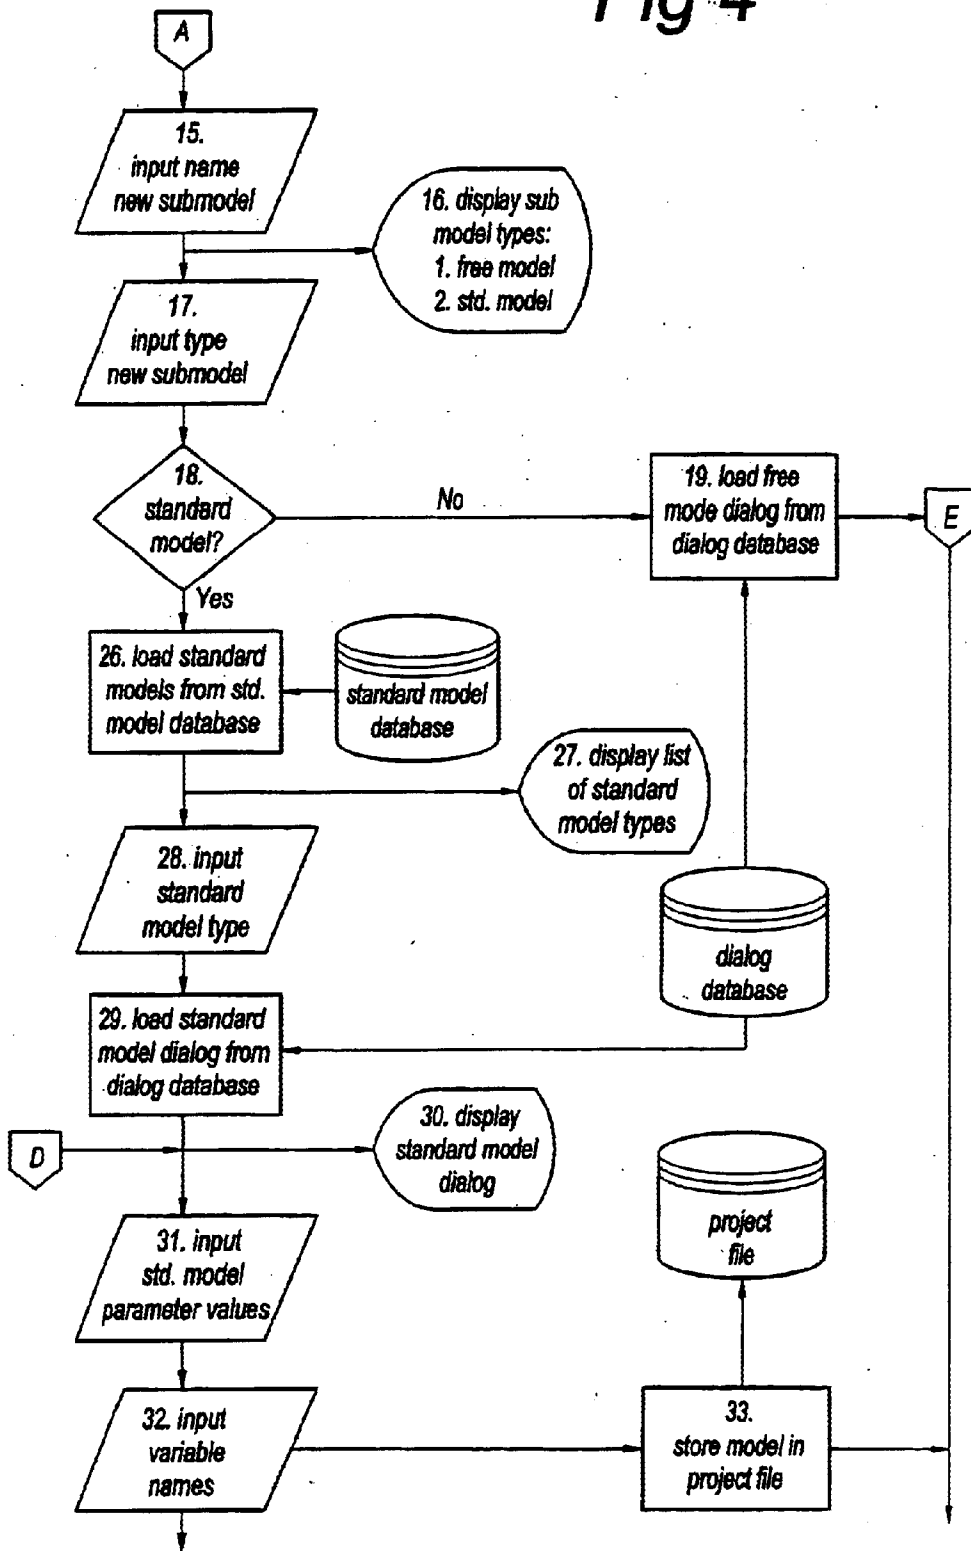 Fig 4
A
15.
input name
new submodel
16. display sub
model types:
1. free model
2. std. model
17.
input type
new submodel
18.
standard
model?
No
Yes
19. load free
mode dialog from
dialog database
E
26. load standard
models from std.
model database
standard model
database
27. display list
of standard
model types
28. input
standard
model type
dialog
database
29. load standard
model dialog from
dialog database
D
30. display
standard model
dialog
31. input
std. model
parameter values
project
file
32. input
variable
names
33.
store model in
project file